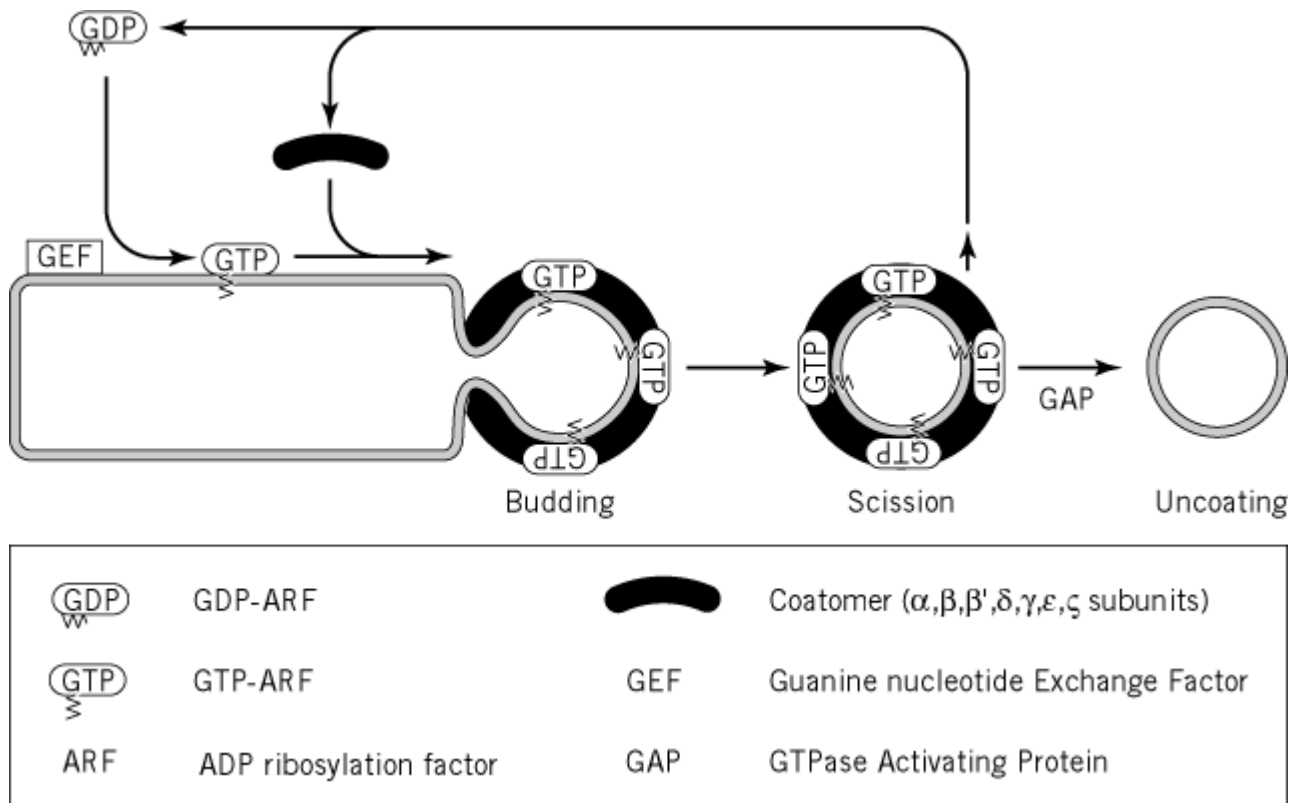 GDP
GEF
GTP
GTP
GTP
GTP
GTP
GTP
GTP
GTP
GAP
Budding
Scission
Uncoating
GDP GDP-ARF Coatomer (α,β,β',δ,γ,ε,ς subunits)
GTP GTP-ARF GEF Guanine nucleotide Exchange Factor
ARF ADP ribosylation factor GAP GTPase Activating Protein